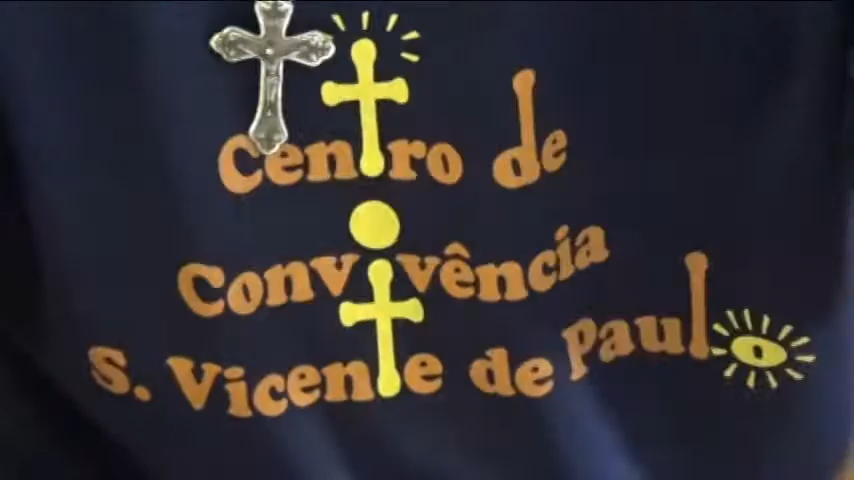 Centro de
Convivência
S. Vicente de Paulo